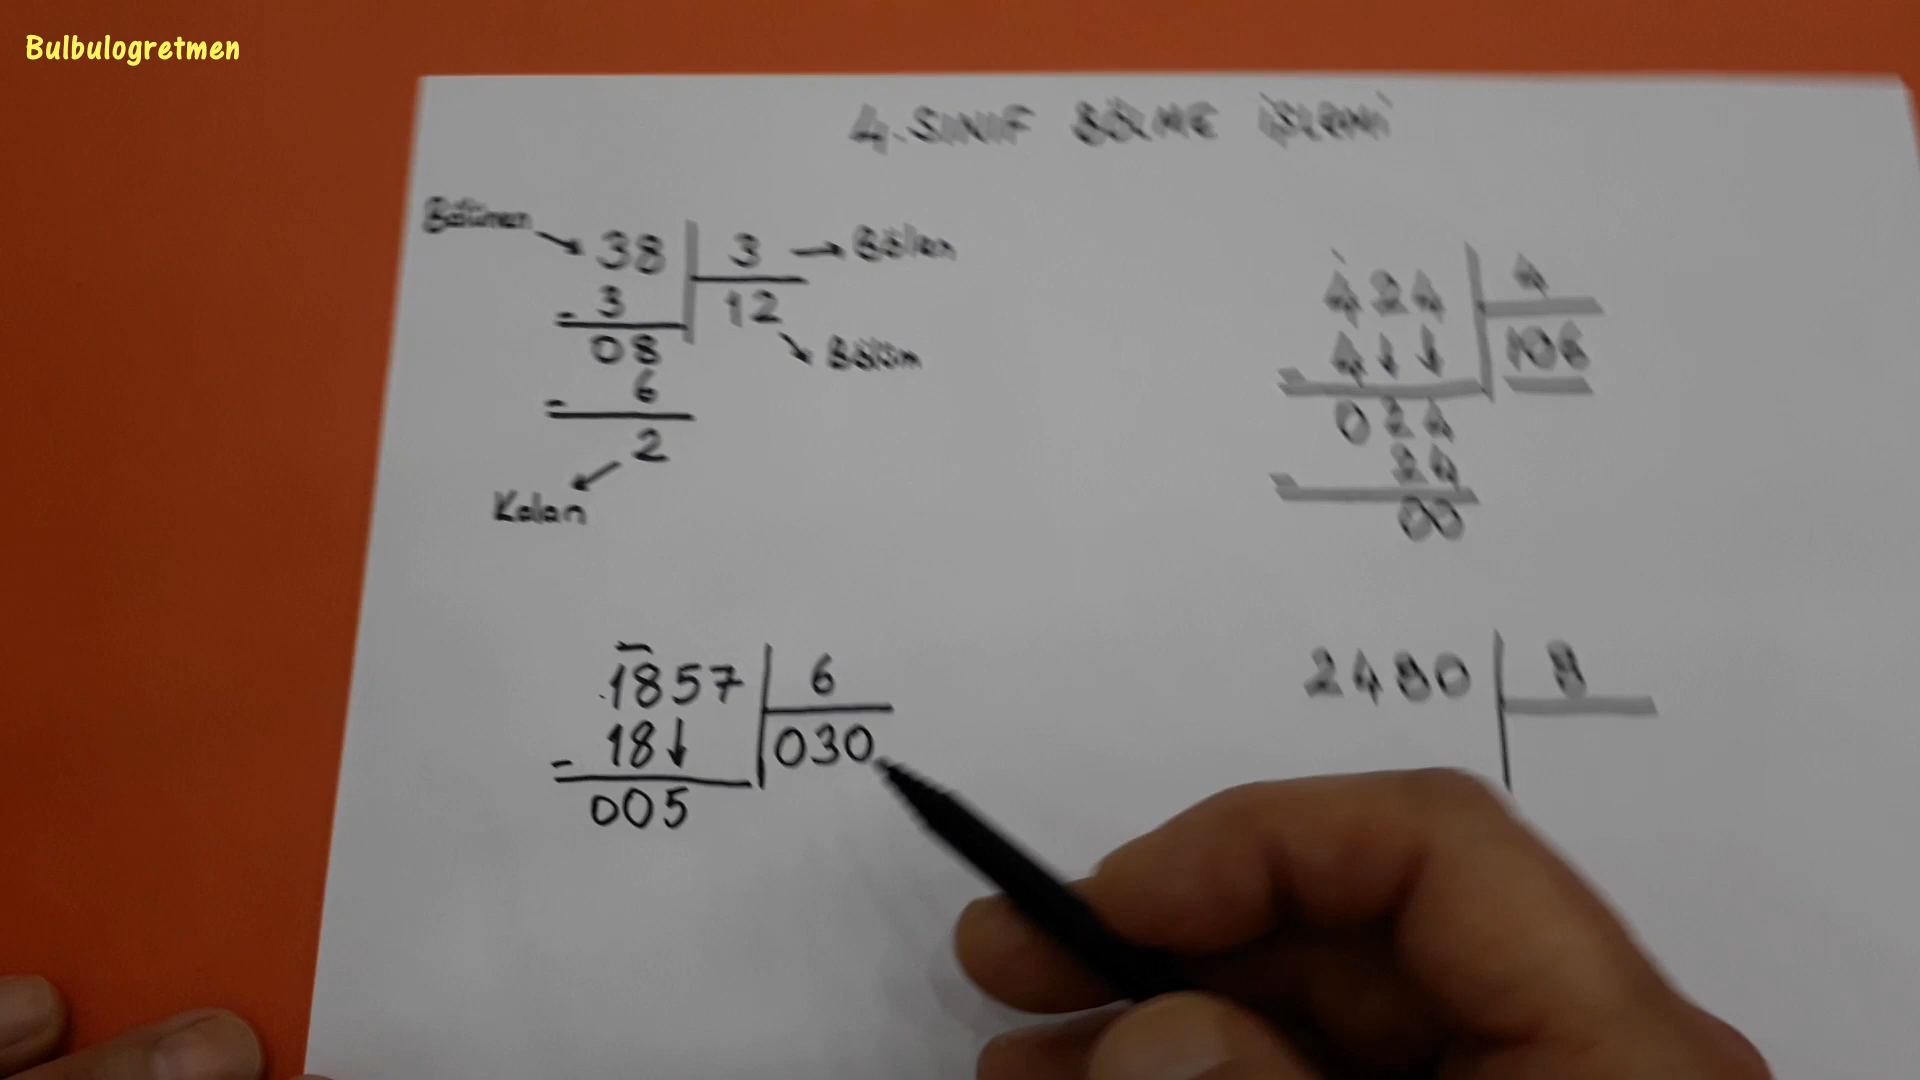 Bulbulogretmen
4. SINIF BÖLME İŞLEMİ
Bölünen
38 3 Bölen
- 3 12
08 Bölüm
- 6
2
Kalan
424 4
- 4↓↓ 106
024
- 24
00
1857 6
- 18↓ 030
005
2480 8